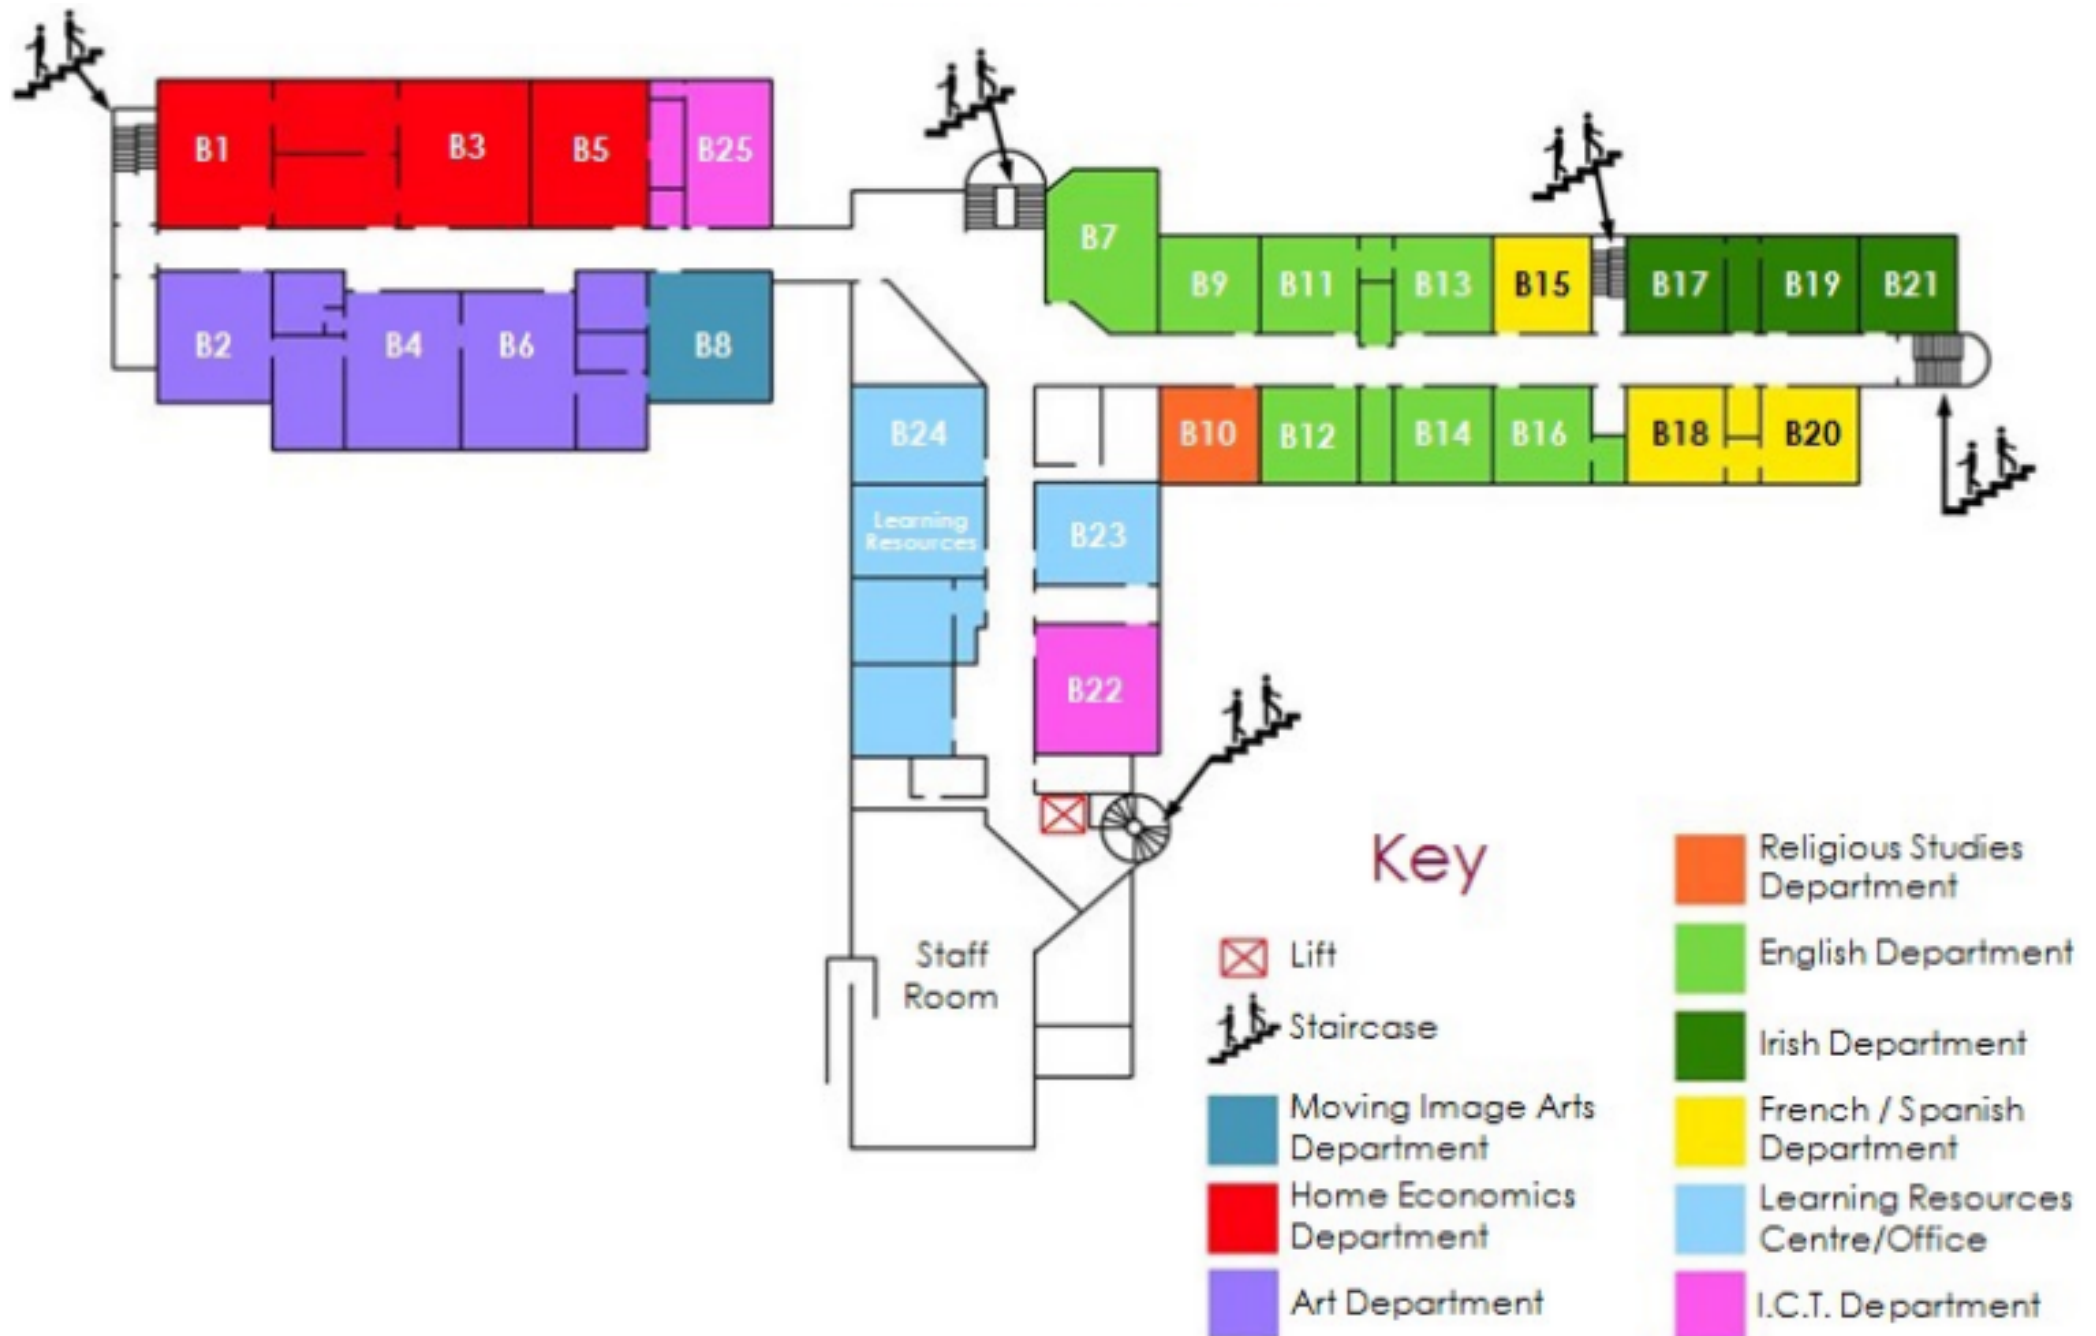 B1
B3
B5
B25
B2
B4
B6
B8
B7
B9
B11
B13
B15
B17
B19
B21
B10
B12
B14
B16
B18
B20
B24
Learning
Resources
B23
B22
Staff
Room
Key
Lift
Staircase
Moving Image Arts
Department
Home Economics
Department
Art Department
Religious Studies
Department
English Department
Irish Department
French / Spanish
Department
Learning Resources
Centre/Office
I.C.T. Department